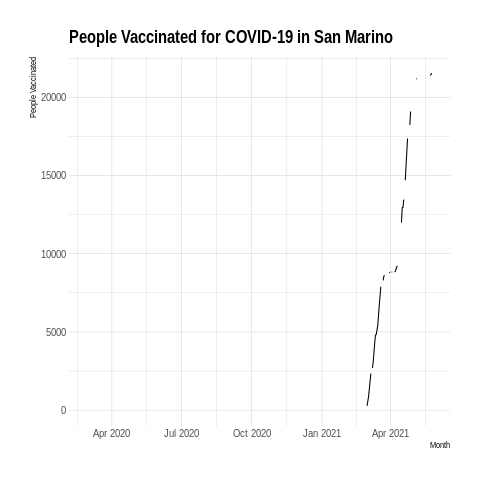 People Vaccinated for COVID-19 in San Marino
People Vaccinated
20000
15000
10000
5000
0
Apr 2020 Jul 2020 Oct 2020 Jan 2021 Apr 2021
Month